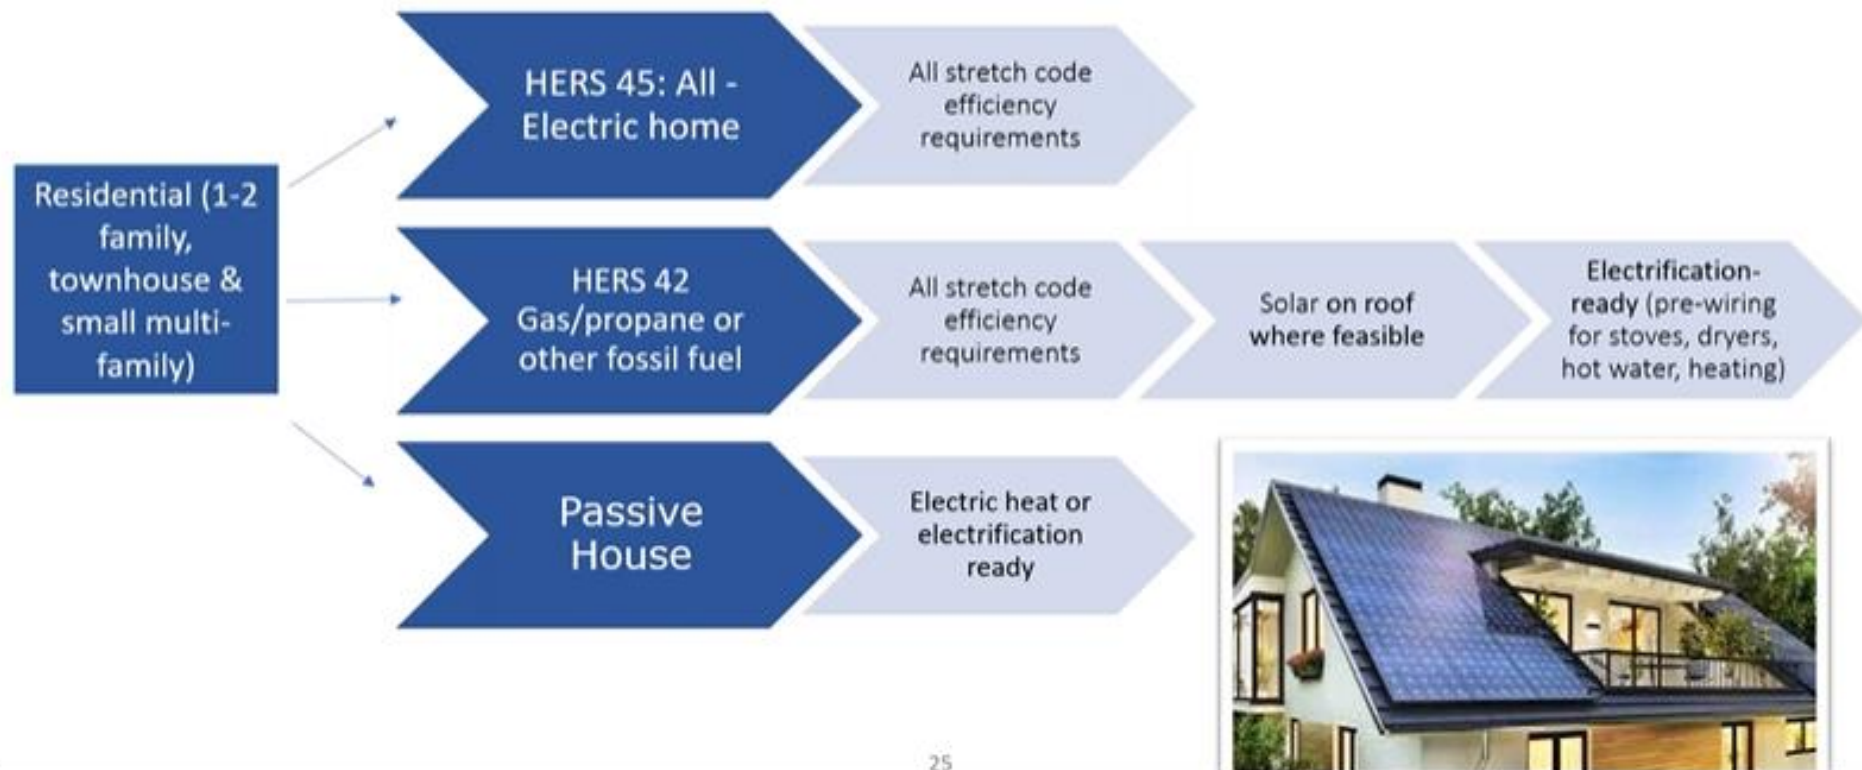 Residential (1-2
family,
townhouse &
small multi-
family)
HERS 45: All -
Electric home
All stretch code
efficiency
requirements
HERS 42
Gas/propane or
other fossil fuel
All stretch code
efficiency
requirements
Solar on roof
where feasible
Electrification-
ready (pre-wiring
for stoves, dryers,
hot water, heating)
Passive
House
Electric heat or
electrification
ready
25